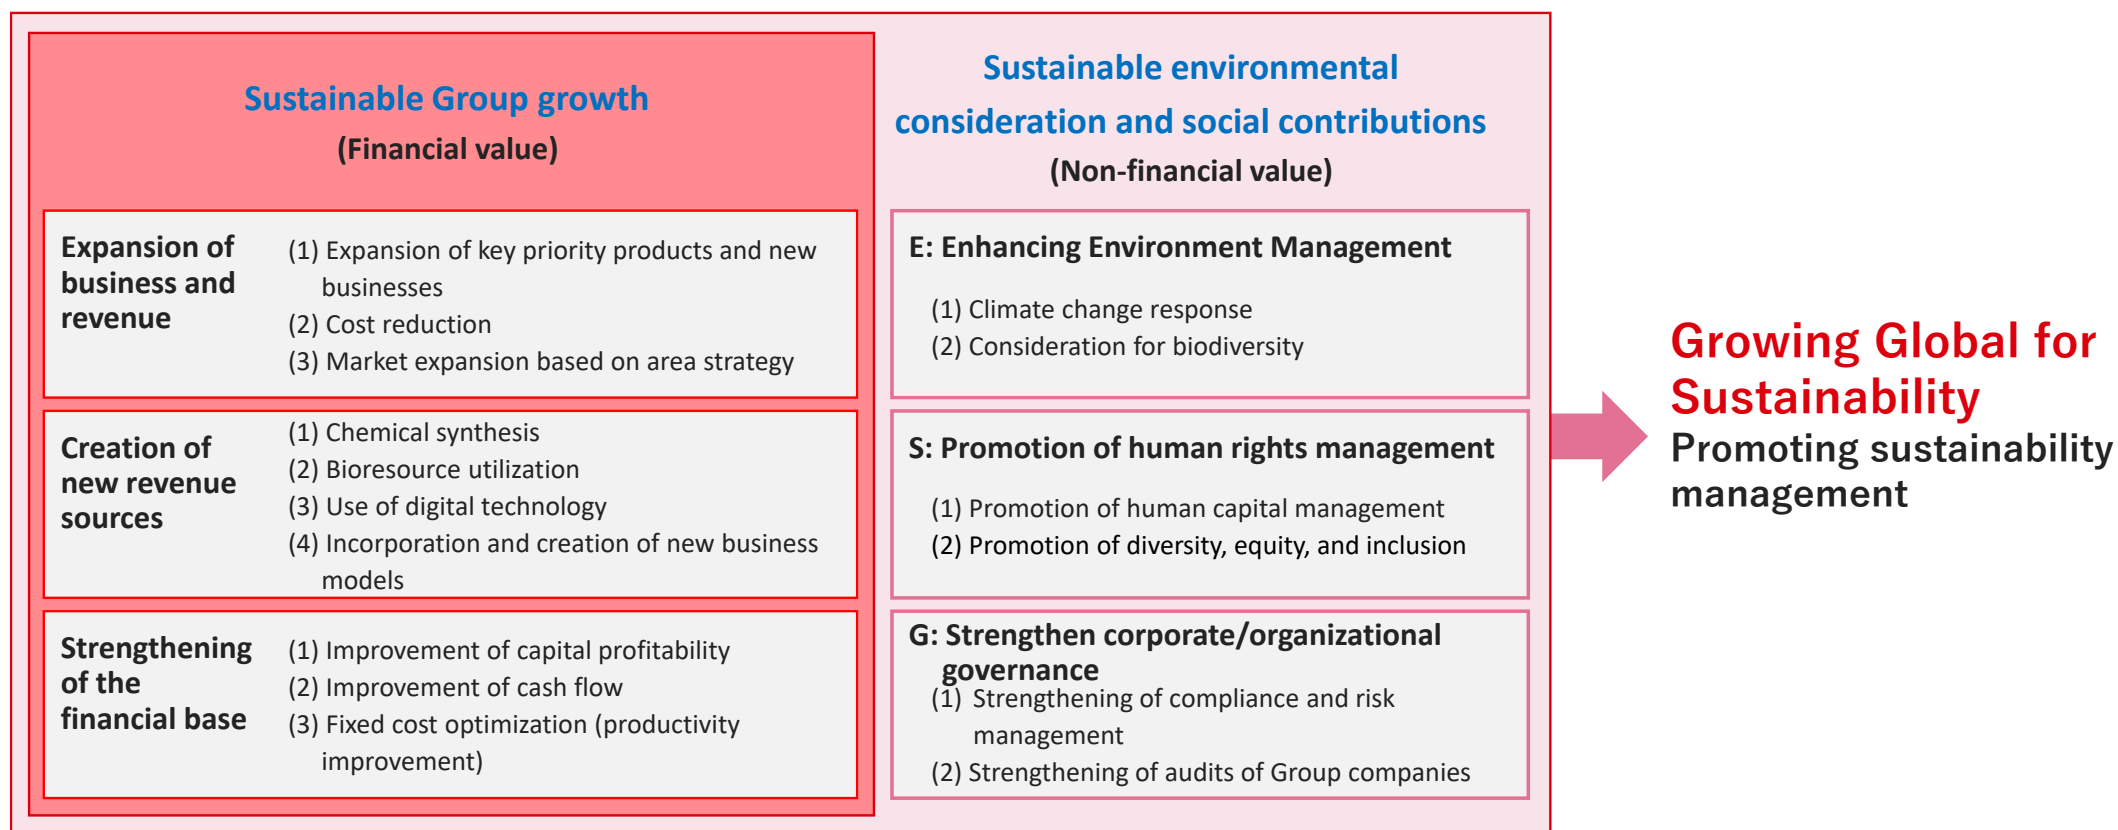 Sustainable Group growth
(Financial value)
Expansion of
business and
revenue
(1) Expansion of key priority products and new
businesses
(2) Cost reduction
(3) Market expansion based on area strategy
Creation of
new revenue
sources
(1) Chemical synthesis
(2) Bioresource utilization
(3) Use of digital technology
(4) Incorporation and creation of new business
models
Strengthening
of the
financial base
(1) Improvement of capital profitability
(2) Improvement of cash flow
(3) Fixed cost optimization (productivity
improvement)
Sustainable environmental
consideration and social contributions
(Non-financial value)
E: Enhancing Environment Management
(1) Climate change response
(2) Consideration for biodiversity
S: Promotion of human rights management
(1) Promotion of human capital management
(2) Promotion of diversity, equity, and inclusion
G: Strengthen corporate/organizational
governance
(1) Strengthening of compliance and risk
management
(2) Strengthening of audits of Group companies
Growing Global for
Sustainability
Promoting sustainability
management